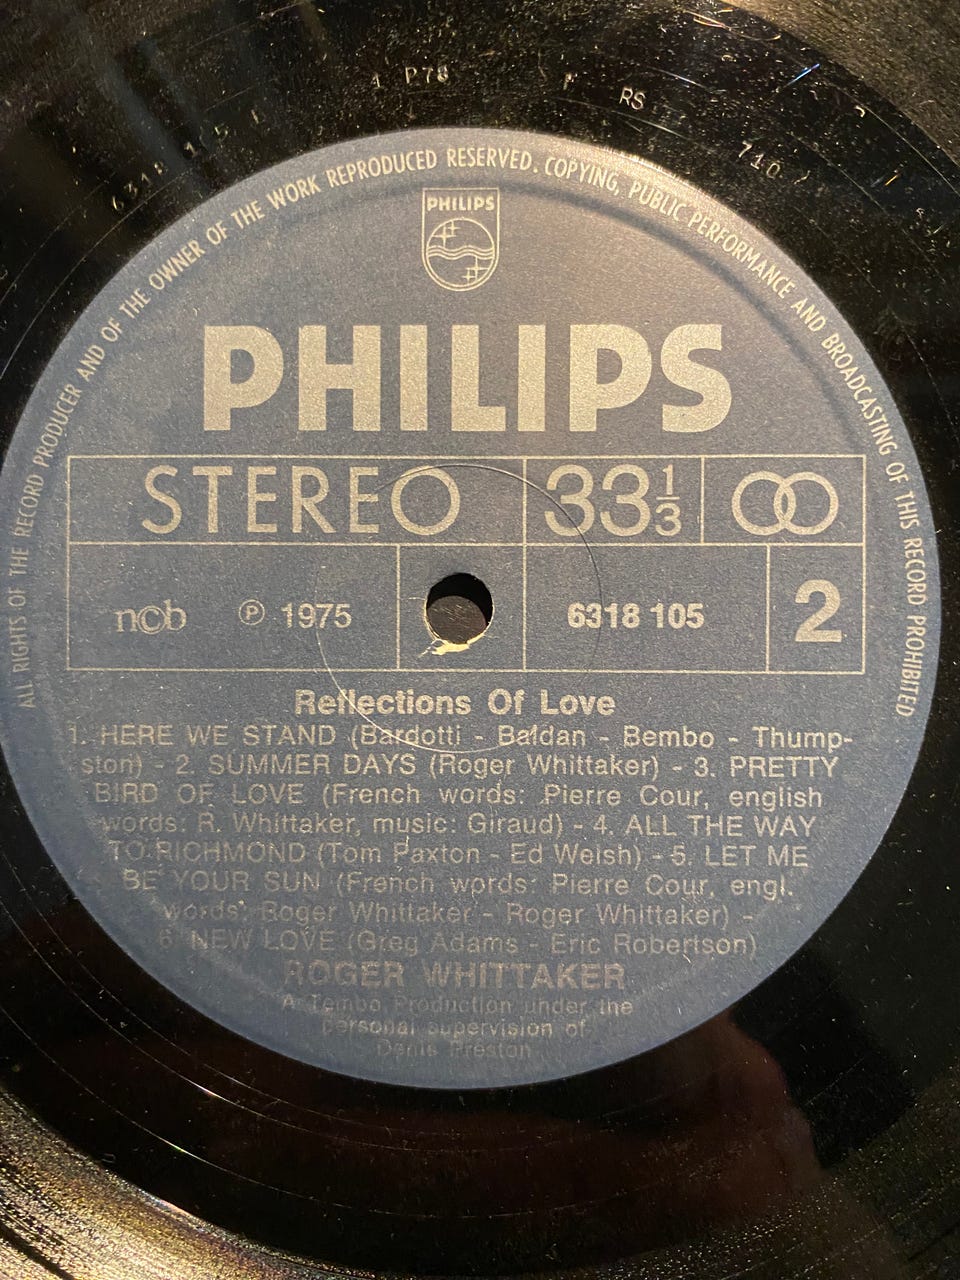 P78
RS
710
ALL RIGHTS OF THE RECORD PRODUCER AND OF THE OWNER OF THE WORK REPRODUCED RESERVED. COPYING, PUBLIC PERFORMANCE AND BROADCASTING OF THIS RECORD PROHIBITED
PHILIPS
PHILIPS
STEREO 33 1/3
ncb ℗ 1975 6318 105 2
Reflections Of Love
1. HERE WE STAND (Bardotti - Baldan - Bembo - Thump-
ston) - 2. SUMMER DAYS (Roger Whittaker) - 3. PRETTY
BIRD OF LOVE (French words: Pierre Cour, english
words: R. Whittaker, music: Giraud) - 4. ALL THE WAY
TO RICHMOND (Tom Paxton - Ed Welsh) - 5. LET ME
BE YOUR SUN (French words: Pierre Cour, engl.
words: Roger Whittaker - Roger Whittaker) -
6. NEW LOVE (Greg Adams - Eric Robertson)
ROGER WHITTAKER
A Tembo Production under the
personal supervision of
Denis Preston